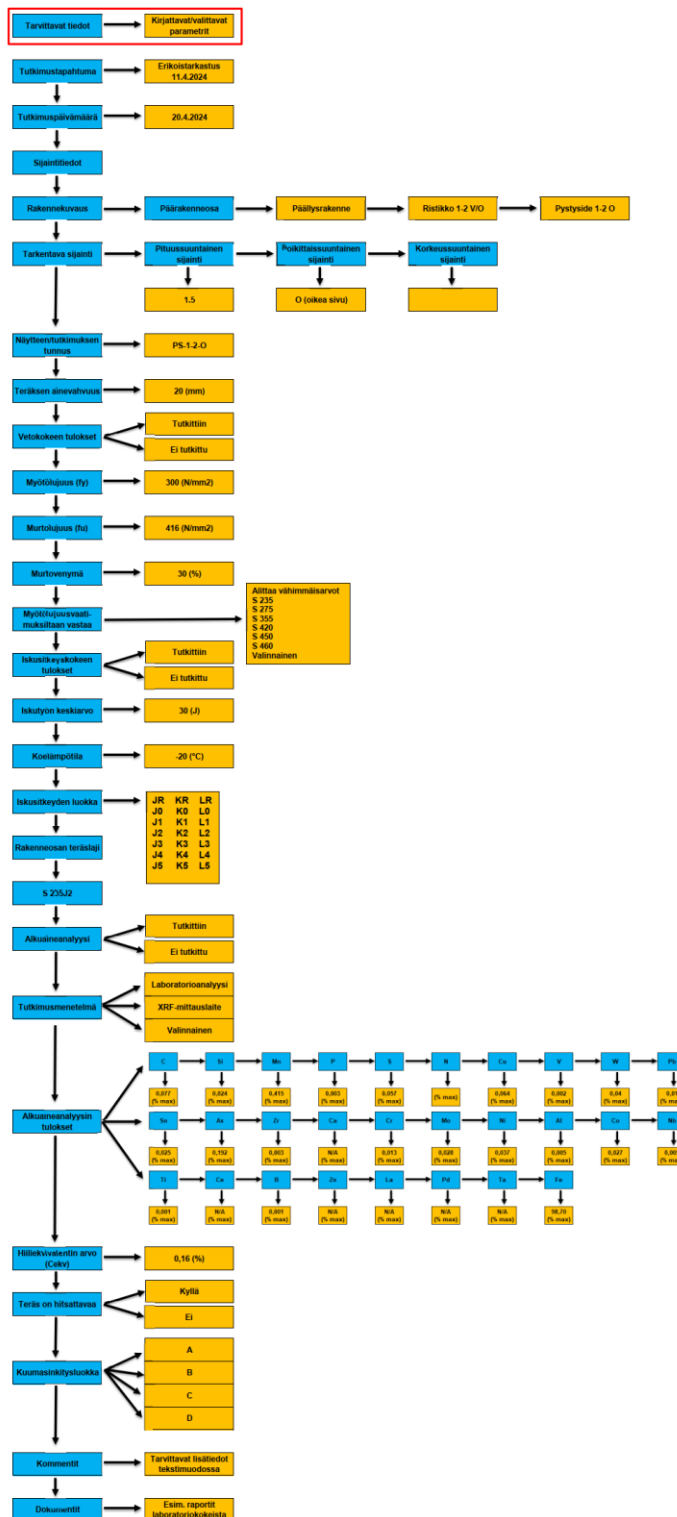 Tarvittavat tiedot
Kirjattavat/valittavat
parametrit
Tutkimustapahtuma
Erikoistarkastus
11.4.2024
Tutkimuspäivämäärä
20.4.2024
Sijaintitiedot
Rakennekuvaus
Päärakenneosa
Päällysrakenne
Ristikko 1-2 V/O
Pystyside 1-2 O
Tarkentava sijainti
Pituussuuntainen
sijainti
Poikittaissuuntainen
sijainti
Korkeussuuntainen
sijainti
1.5
O (oikea sivu)
Näytteen/tutkimuksen
tunnus
PS-1-2-O
Teräksen ainevahvuus
20 (mm)
Vetokokeen tulokset
Tutkittiin
Ei tutkittu
Myötölujuus (fy)
300 (N/mm2)
Murtolujuus (fu)
416 (N/mm2)
Murtovenymä
30 (%)
Myötölujuusvaati-
muksiltaan vastaa
Alittaa vähimmäisarvot
S 235
S 275
S 355
S 420
S 450
S 460
Valinnainen
Iskusitkeyskokeen
tulokset
Tutkittiin
Ei tutkittu
Iskutyön keskiarvo
30 (J)
Koelämpötila
-20 (°C)
Iskusitkeyden luokka
JR KR LR
J0 K0 L0
J1 K1 L1
J2 K2 L2
J3 K3 L3
J4 K4 L4
J5 K5 L5
Rakenneosan teräslaji
S 235J2
Alkuaineanalyysi
Tutkittiin
Ei tutkittu
Tutkimusmenetelmä
Laboratorioanalyysi
XRF-mittauslaite
Valinnainen
Alkuaineanalyysin
tulokset
C Si Mn P S N Cu V W Pb
0,077 0,024 0,415 0,003 0,057 0,064 0,002 0,04
(% max) (% max) (% max) (% max) (% max) (% max) (% max) (% max) (% max)
Sn As Zr Ca Cr Mo Ni Al Co Nb
0,025 0,192 0,003 N/A 0,013 0,028 0,037 0,005 0,027
(% max) (% max) (% max) (% max) (% max) (% max) (% max) (% max) (% max)
Ti Ce B Zn La Pd Ta Fe
0,001 N/A 0,001 N/A N/A N/A N/A 98,70
(% max) (% max) (% max) (% max) (% max) (% max) (% max) (% max)
Hiiliekvivalentin arvo
(Cekv)
0,16 (%)
Teräs on hitsattavaa
Kyllä
Ei
Kuumasinkitysluokka
A
B
C
D
Kommentit
Tarvittavat lisätiedot
tekstimuodossa
Dokumentit
Esim. raportit
laboratoriokokeista